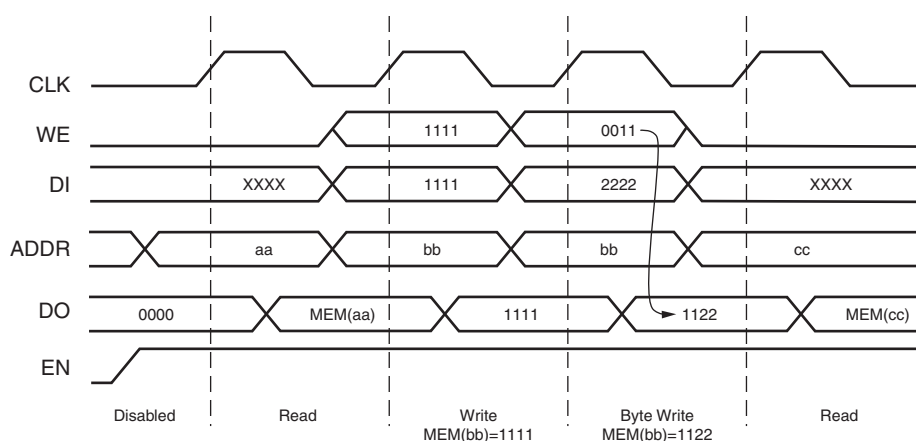 CLK
WE 1111 0011
DI XXXX 1111 2222 XXXX
ADDR aa bb bb cc
DO 0000 MEM(aa) 1111 1122 MEM(cc)
EN
Disabled Read Write Byte Write Read
MEM(bb)=1111 MEM(bb)=1122